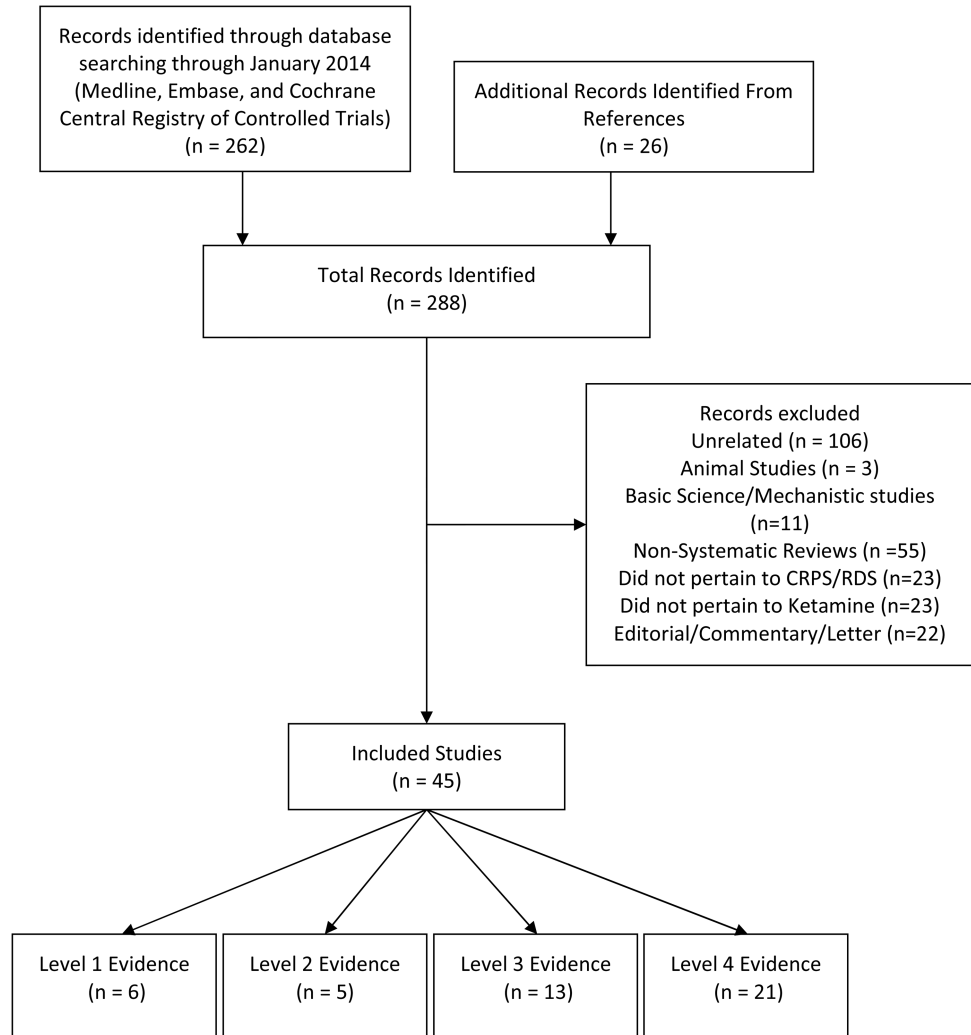 Records identified through database
searching through January 2014
(Medline, Embase, and Cochrane
Central Registry of Controlled Trials)
(n = 262)
Additional Records Identified From
References
(n = 26)
Total Records Identified
(n = 288)
Records excluded
Unrelated (n = 106)
Animal Studies (n = 3)
Basic Science/Mechanistic studies
(n=11)
Non-Systematic Reviews (n =55)
Did not pertain to CRPS/RDS (n=23)
Did not pertain to Ketamine (n=23)
Editorial/Commentary/Letter (n=22)
Included Studies
(n = 45)
Level 1 Evidence
(n = 6)
Level 2 Evidence
(n = 5)
Level 3 Evidence
(n = 13)
Level 4 Evidence
(n = 21)